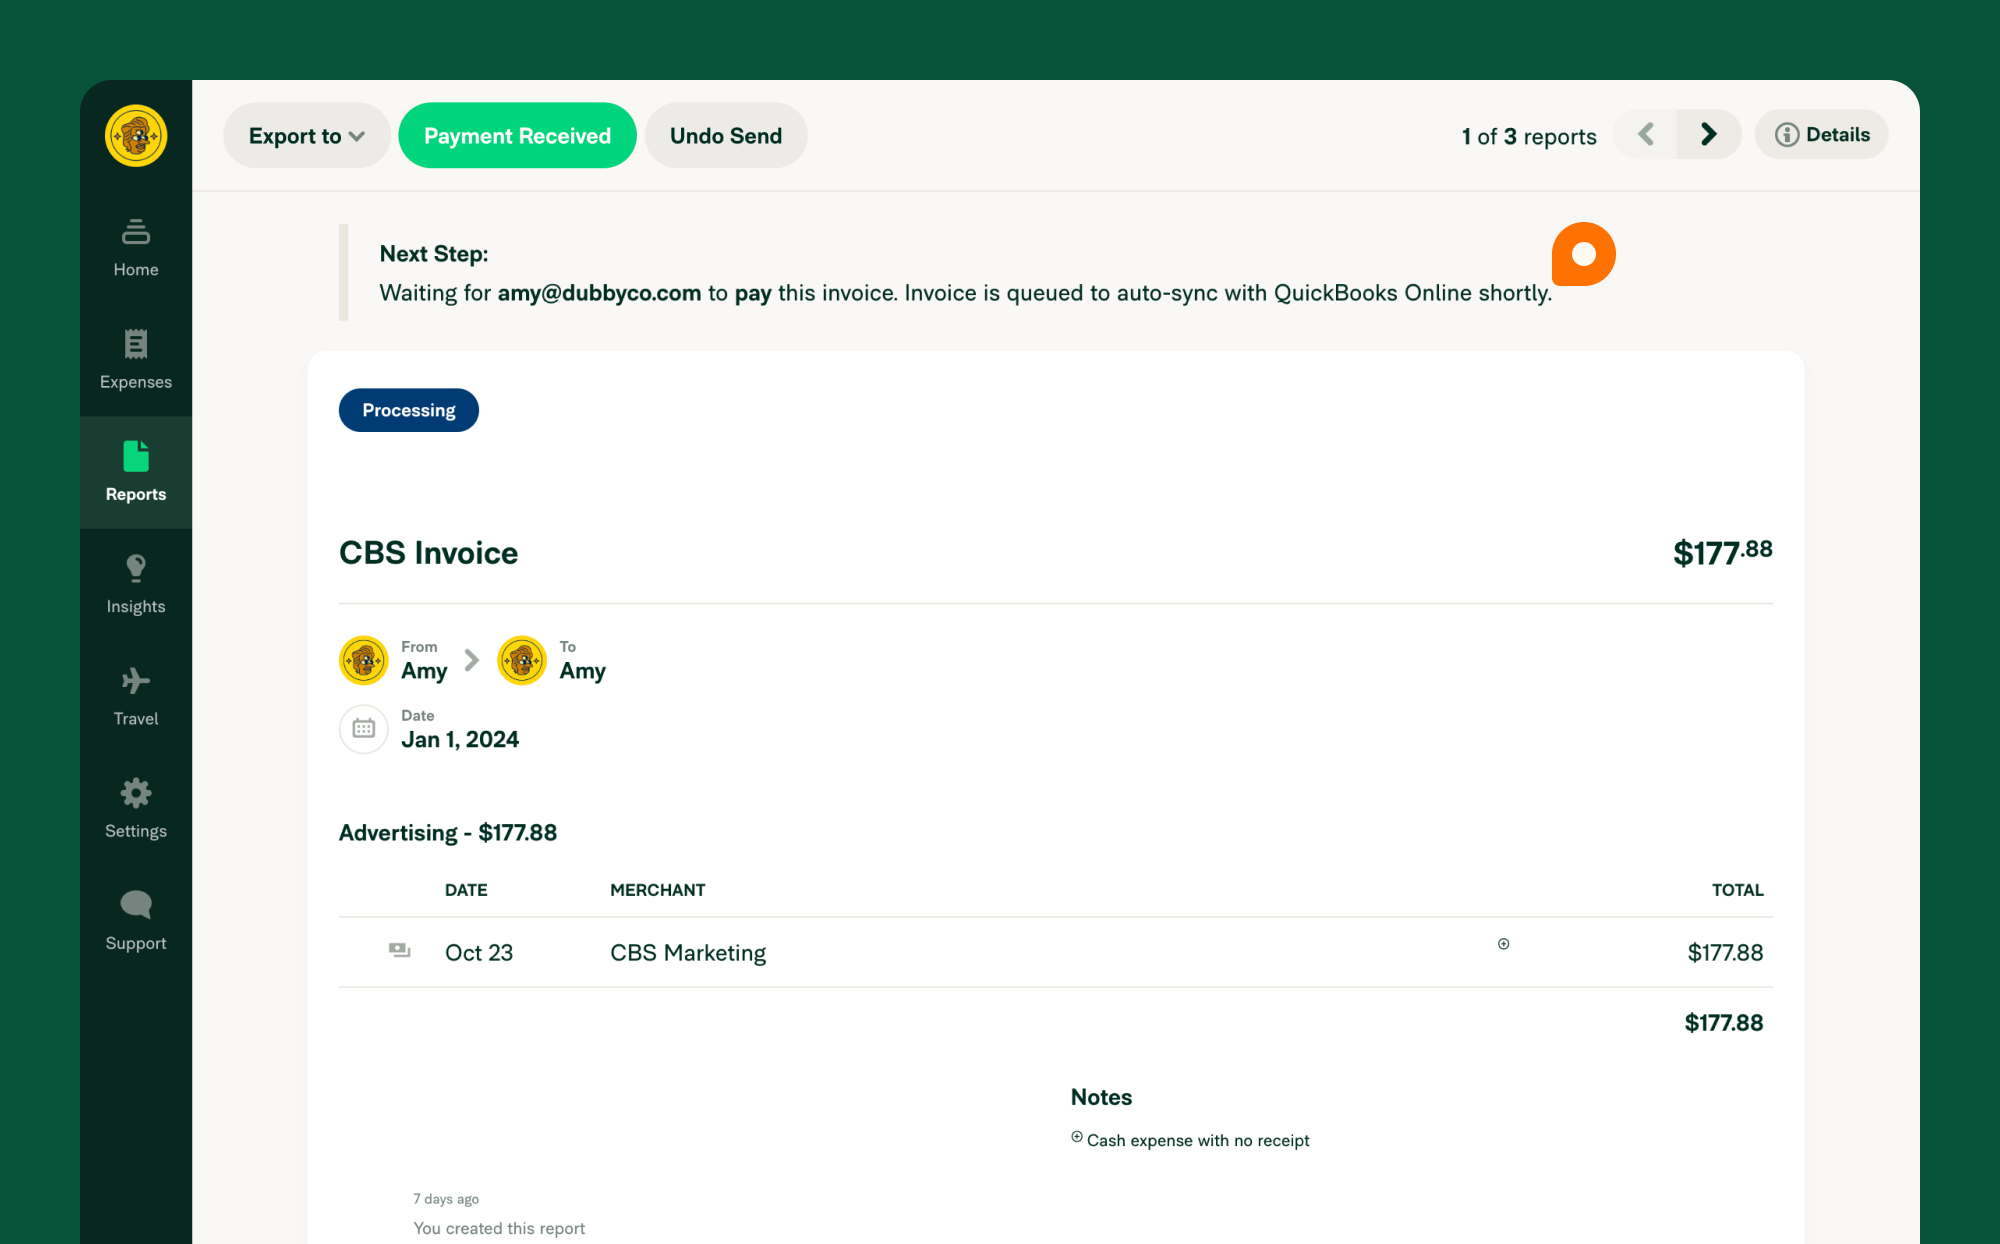 Export to
Payment Received
Undo Send
1 of 3 reports
Details
Home
Expenses
Reports
Insights
Travel
Settings
Support
Next Step:
Waiting for amy@dubbyco.com to pay this invoice. Invoice is queued to auto-sync with QuickBooks Online shortly.
Processing
CBS Invoice
$177.88
From
Amy
To
Amy
Date
Jan 1, 2024
Advertising - $177.88
DATE MERCHANT TOTAL
Oct 23 CBS Marketing $177.88
$177.88
Notes
Cash expense with no receipt
7 days ago
You created this report